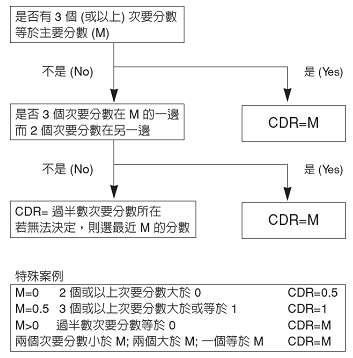 是否有 3 個 (或以上) 次要分數
等於主要分數 (M)
不是 (No)
是 (Yes)
是否 3 個次要分數在 M 的一邊
而 2 個次要分數在另一邊
CDR=M
不是 (No)
是 (Yes)
CDR= 過半數次要分數所在
若無法決定，則選最近 M 的分數
CDR=M
特殊案例
M=0 2 個或以上次要分數大於 0 CDR=0.5
M=0.5 3 個或以上次要分數大於或等於 1 CDR=1
M>0 過半數次要分數等於 0 CDR=M
兩個次要分數小於 M; 兩個大於 M; 一個等於 M CDR=M